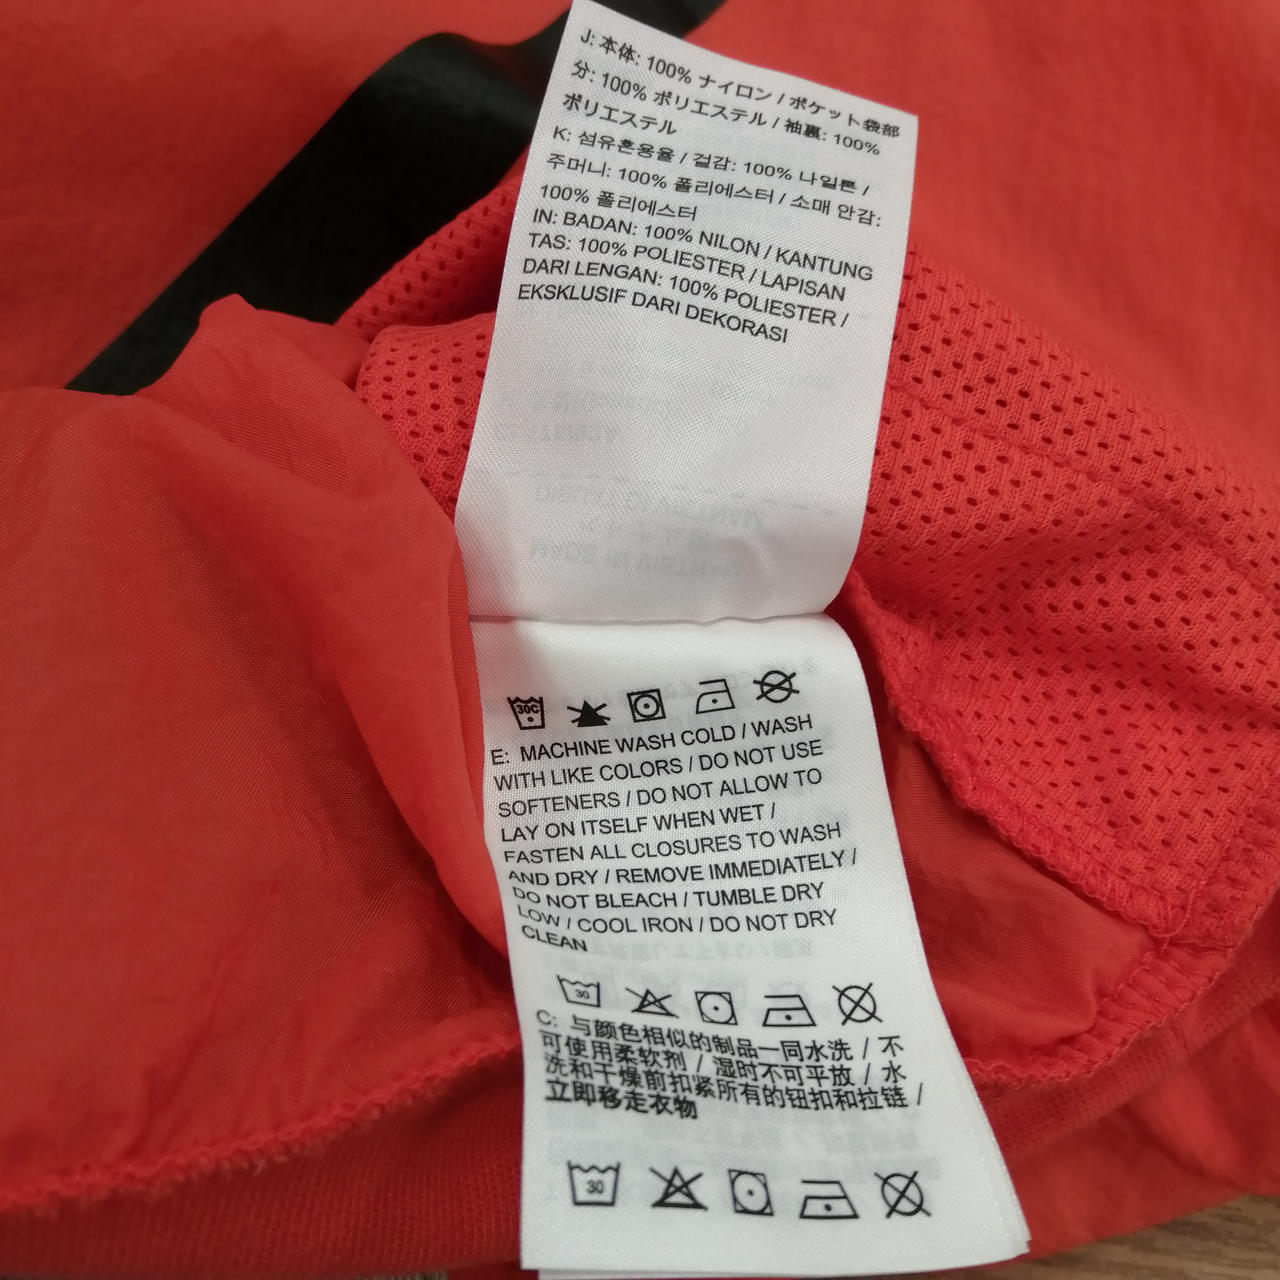 J: 本体: 100% ナイロン / ポケット袋部
分: 100% ポリエステル / 袖裏: 100%
ポリエステル
K: 섬유혼용율 / 겉감: 100% 나일론 /
주머니: 100% 폴리에스터 / 소매 안감:
100% 폴리에스터
IN: BADAN: 100% NILON / KANTUNG
TAS: 100% POLIESTER / LAPISAN
DARI LENGAN: 100% POLIESTER /
EKSKLUSIF DARI DEKORASI
MADE IN VIETNAM
30C
E: MACHINE WASH COLD / WASH
WITH LIKE COLORS / DO NOT USE
SOFTENERS / DO NOT ALLOW TO
LAY ON ITSELF WHEN WET /
FASTEN ALL CLOSURES TO WASH
AND DRY / REMOVE IMMEDIATELY /
DO NOT BLEACH / TUMBLE DRY
LOW / COOL IRON / DO NOT DRY
CLEAN
30
C: 与颜色相似的制品一同水洗 / 不
可使用柔软剂 / 湿时不可平放 / 水
洗和干燥前扣紧所有的钮扣和拉链 /
立即移走衣物
30